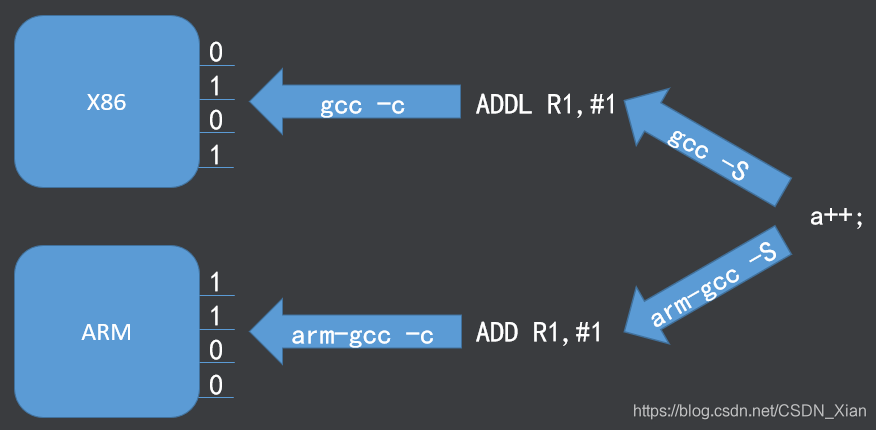 X86
0
1
0
1
gcc -c
ADDL R1,#1
gcc -S
a++;
ARM
1
1
0
0
arm-gcc -c
ADD R1,#1
arm-gcc -S
https://blog.csdn.net/CSDN_Xian